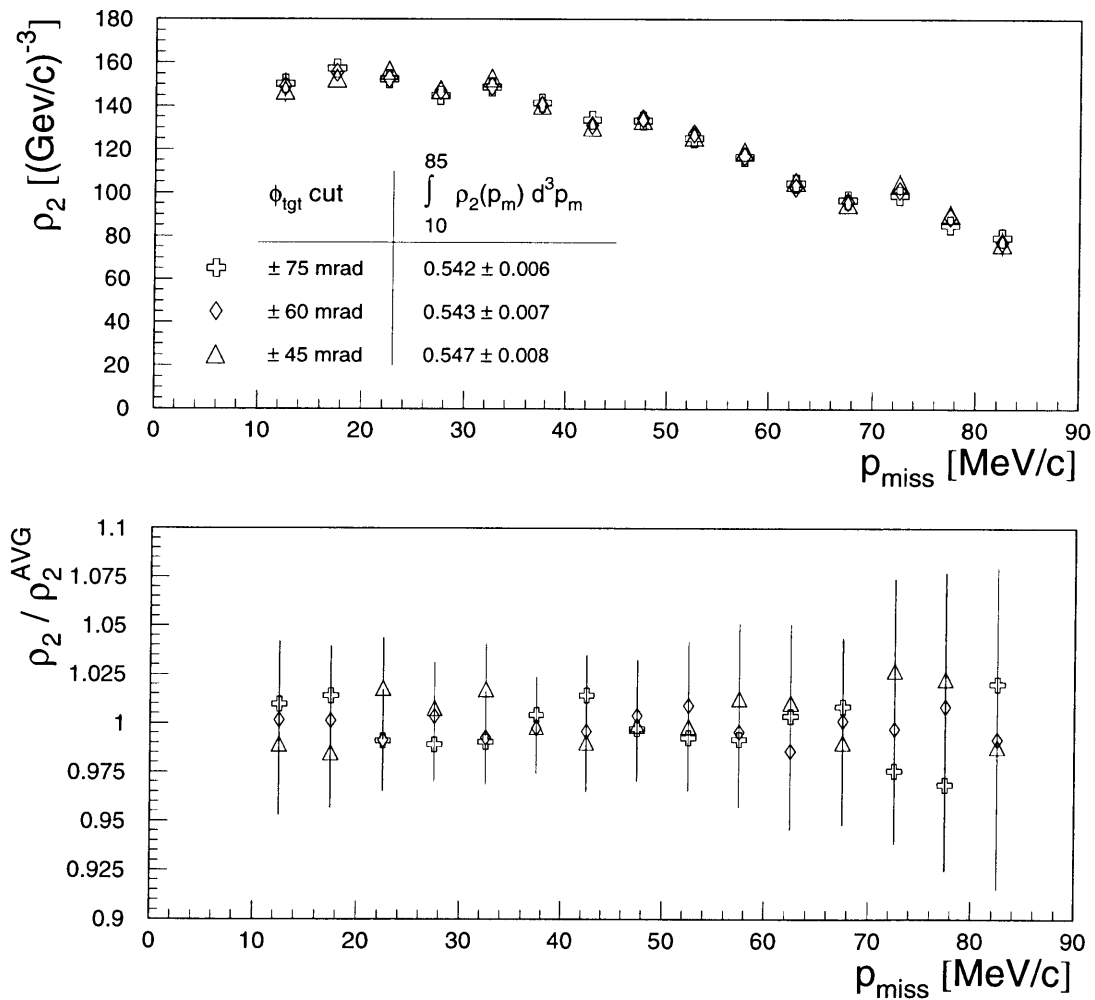 180
160
140
120
100
80
60
40
20
0
ρ₂ [(Gev/c)⁻³]
ϕtgt cut
85
∫ ρ₂(pm) d³pm
10
± 75 mrad 0.542 ± 0.006
± 60 mrad 0.543 ± 0.007
± 45 mrad 0.547 ± 0.008
0 10 20 30 40 50 60 70 80 90
pmiss [MeV/c]
ρ₂ / ρ₂AVG
1.1
1.075
1.05
1.025
1
0.975
0.95
0.925
0.9
0 10 20 30 40 50 60 70 80 90
pmiss [MeV/c]